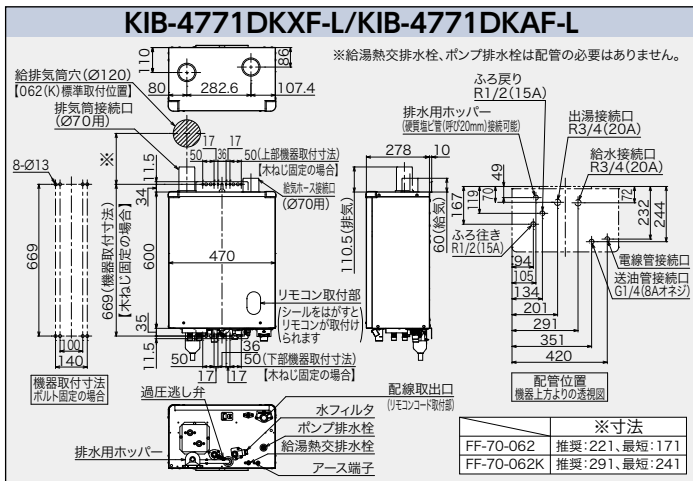 KIB-4771DKXF-L/KIB-4771DKAF-L
※給湯熱交排水栓、ポンプ排水栓は配管の必要はありません。
110
86
80
282.6
107.4
給排気筒穴(Ø120)
【062(K)標準取付位置】
排気筒接続口
(Ø70用)
※
17
17
50
36
50(上部機器取付寸法)
【木ねじ固定の場合】
給気ホース接続口
(Ø70用)
8-Ø13
11.5
34
669
669(機器取付寸法)
【木ねじ固定の場合】
600
470
リモコン取付部
(シールをはがすと
リモコンが取付け
られます)
35
11.5
100
140
機器取付寸法
ボルト固定の場合
50
36
50(下部機器取付寸法)
17
17
【木ねじ固定の場合】
278
10
110.5(排気)
60(給気)
ふろ戻り
R1/2(15A)
排水用ホッパー
(硬質塩ビ管(呼び20mm)接続可能)
出湯接続口
R3/4(20A)
給水接続口
R3/4(20A)
49
70
119
167
72
232
244
ふろ往き
R1/2(15A)
電線管接続口
送油管接続口
G1/4(8Aオネジ)
94
105
134
201
291
351
420
配管位置
機器上方よりの透視図
過圧逃し弁
配線取出口
(リモコンコード取付部)
水フィルタ
ポンプ排水栓
給湯熱交排水栓
排水用ホッパー
アース端子
※寸法
FF-70-062 推奨:221、最短:171
FF-70-062K 推奨:291、最短:241